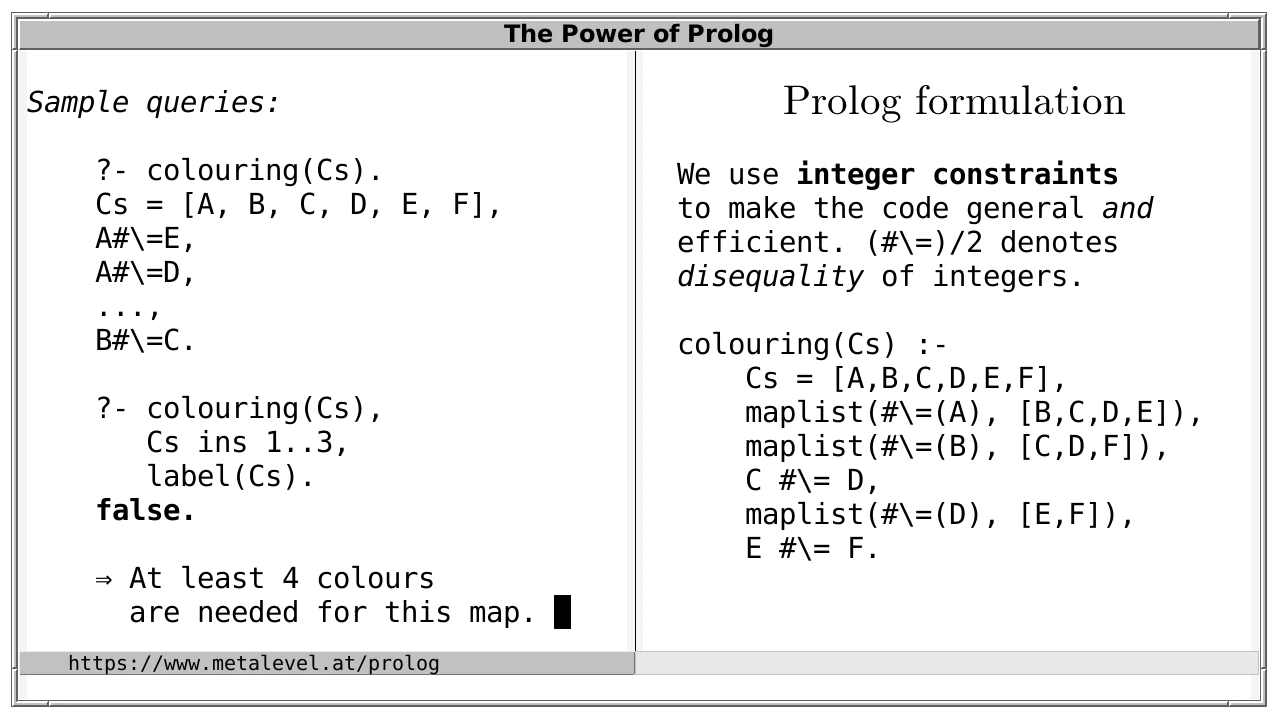 The Power of Prolog
Sample queries:
?- colouring(Cs).
Cs = [A, B, C, D, E, F],
A#\=E,
A#\=D,
...,
B#\=C.
?- colouring(Cs),
Cs ins 1..3,
label(Cs).
false.
⇒ At least 4 colours
are needed for this map.
https://www.metalevel.at/prolog
Prolog formulation
We use integer constraints
to make the code general and
efficient. (#\=)/2 denotes
disequality of integers.
colouring(Cs) :-
Cs = [A,B,C,D,E,F],
maplist(#\=(A), [B,C,D,E]),
maplist(#\=(B), [C,D,F]),
C #\= D,
maplist(#\=(D), [E,F]),
E #\= F.